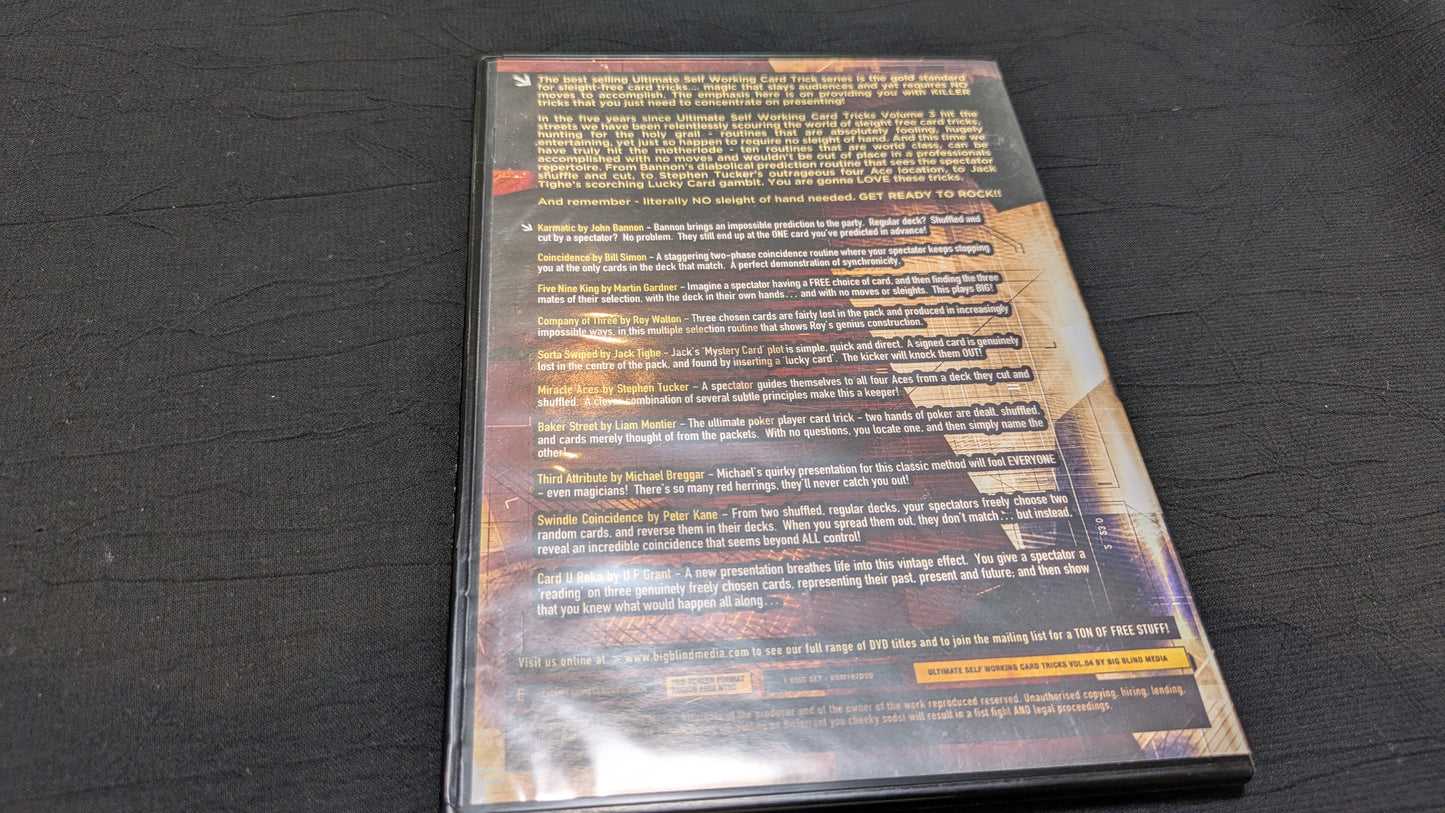 The best selling Ultimate Self Working Card Trick series is the gold standard
for sleight-free card tricks.... magic that slays audiences and yet requires NO
moves to accomplish. The emphasis here is on providing you with KILLER
tricks that you just need to concentrate on presenting!
In the five years since Ultimate Self Working Card Tricks Volume 3 hit the
streets we have been relentlessly scouring the world of sleight free card tricks,
hunting for the holy grail - routines that are absolutely fooling, hugely
entertaining, yet just so happen to require no sleight of hand. And this time we
have truly hit the motherlode - ten routines that are world class, can be
accomplished with no moves and wouldn't be out of place in a professionals
repertoire. From Bannon's diabolical prediction routine that sees the spectator
shuffle and cut, to Stephen Tucker's outrageous four Ace location, to Jack
Tighe's scorching Lucky Card gambit. You are gonna LOVE these tricks.
And remember - literally NO sleight of hand needed. GET READY TO ROCK!!
Karmatic by John Bannon – Bannon brings an impossible prediction to the party. Regular deck? Shuffled and
cut by a spectator? No problem. They still end up at the ONE card you've predicted in advance!
Coincidence by Bill Simon – A staggering two-phase coincidence routine where your spectator keeps stopping
you at the only cards in the deck that match. A perfect demonstration of synchronicity.
Five Nine King by Martin Gardner – Imagine a spectator having a FREE choice of card, and then finding the three
mates of their selection, with the deck in their own hands... and with no moves or sleights. This plays BIG!
Company of Three by Roy Walton – Three chosen cards are fairly lost in the pack and produced in increasingly
impossible ways, in this multiple selection routine that shows Roy's genius construction.
Sorta Swiped by Jack Tighe – Jack's 'Mystery Card' plot is simple, quick and direct. A signed card is genuinely
lost in the centre of the pack, and found by inserting a 'lucky card'. The kicker will knock them OUT!
Miracle Aces by Stephen Tucker – A spectator guides themselves to all four Aces from a deck they cut and
shuffled. A clever combination of several subtle principles make this a keeper!
Baker Street by Liam Montier – The ultimate poker player card trick – two hands of poker are dealt, shuffled,
and cards merely thought of from the packets. With no questions, you locate one, and then simply name the
other!
Third Attribute by Michael Breggar – Michael's quirky presentation for this classic method will fool EVERYONE
– even magicians! There's so many red herrings, they'll never catch you out!
Swindle Coincidence by Peter Kane – From two shuffled, regular decks, your spectators freely choose two
random cards, and reverse them in their decks. When you spread them out, they don't match... but instead,
reveal an incredible coincidence that seems beyond ALL control!
Card U Reka by U F Grant – A new presentation breathes life into this vintage effect. You give a spectator a
'reading' on three genuinely freely chosen cards, representing their past, present and future; and then show
that you knew what would happen all along...
Visit us online at www.bigblindmedia.com to see our full range of DVD titles and to join the mailing list for a TON OF FREE STUFF!
E 16:9 SCREEN FORMAT
REGION FREE NTSC
1 DISC SET - BBM197DVD
ULTIMATE SELF WORKING CARD TRICKS VOL.04 BY BIG BLIND MEDIA
of the producer and of the owner of the work reproduced reserved. Unauthorised copying, hiring, lending,
you cheeky sods) will result in a fist fight AND legal proceedings.